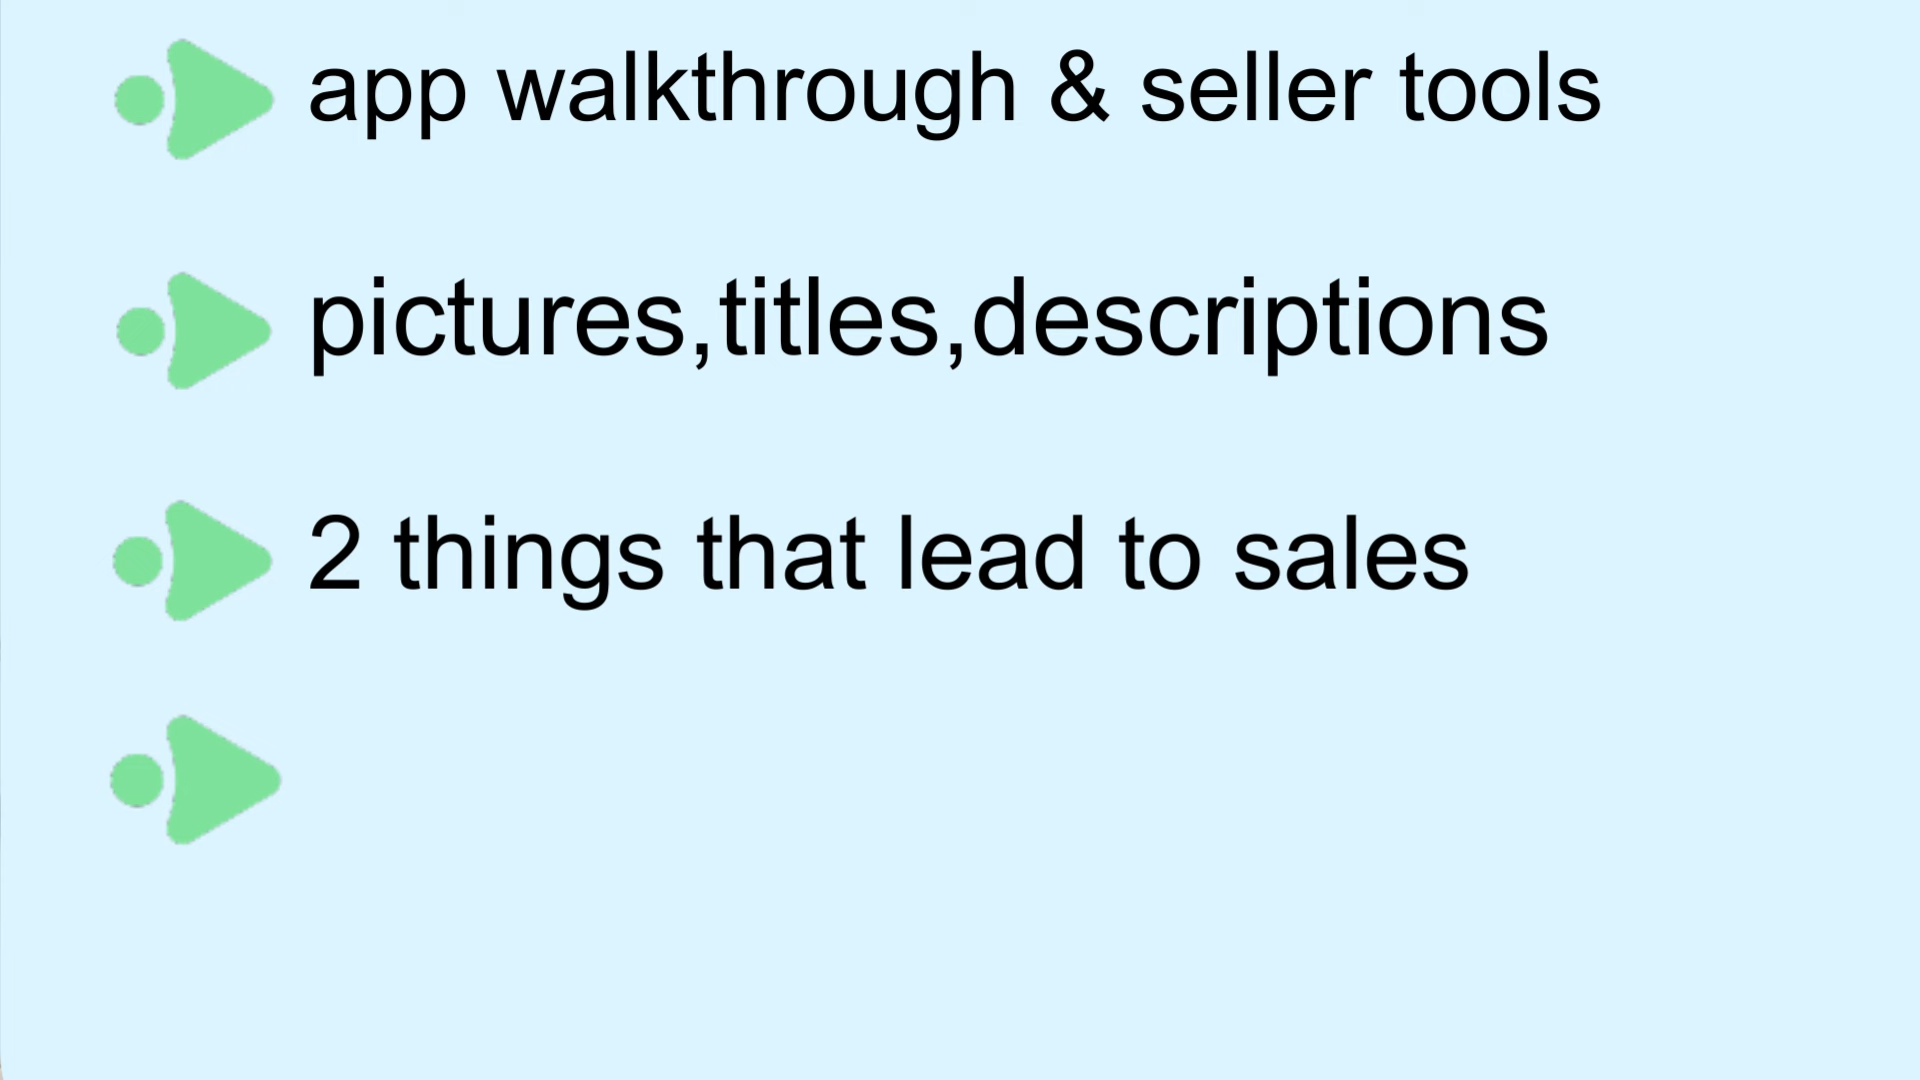 app walkthrough & seller tools
pictures,titles,descriptions
2 things that lead to sales